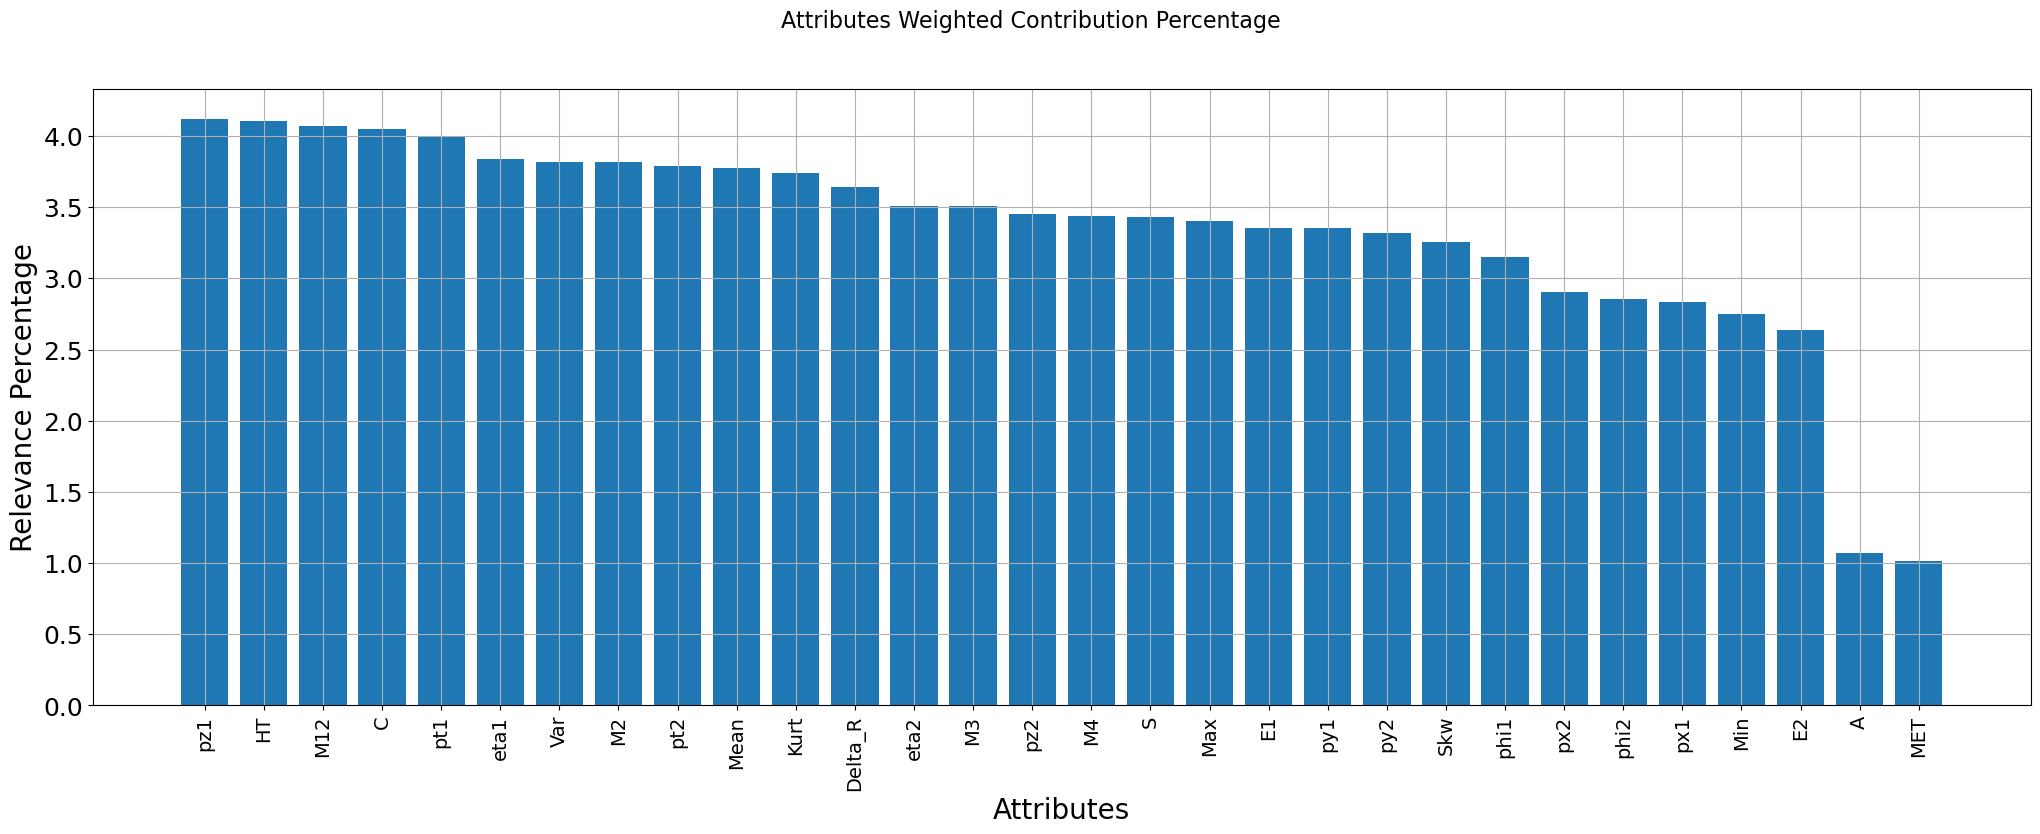 Attributes Weighted Contribution Percentage
Relevance Percentage
4.0
3.5
3.0
2.5
2.0
1.5
1.0
0.5
0.0
pz1
HT
M12
C
pt1
eta1
Var
M2
pt2
Mean
Kurt
Delta_R
eta2
M3
pz2
M4
S
Max
E1
py1
py2
Skw
phi1
px2
phi2
px1
Min
E2
A
MET
Attributes